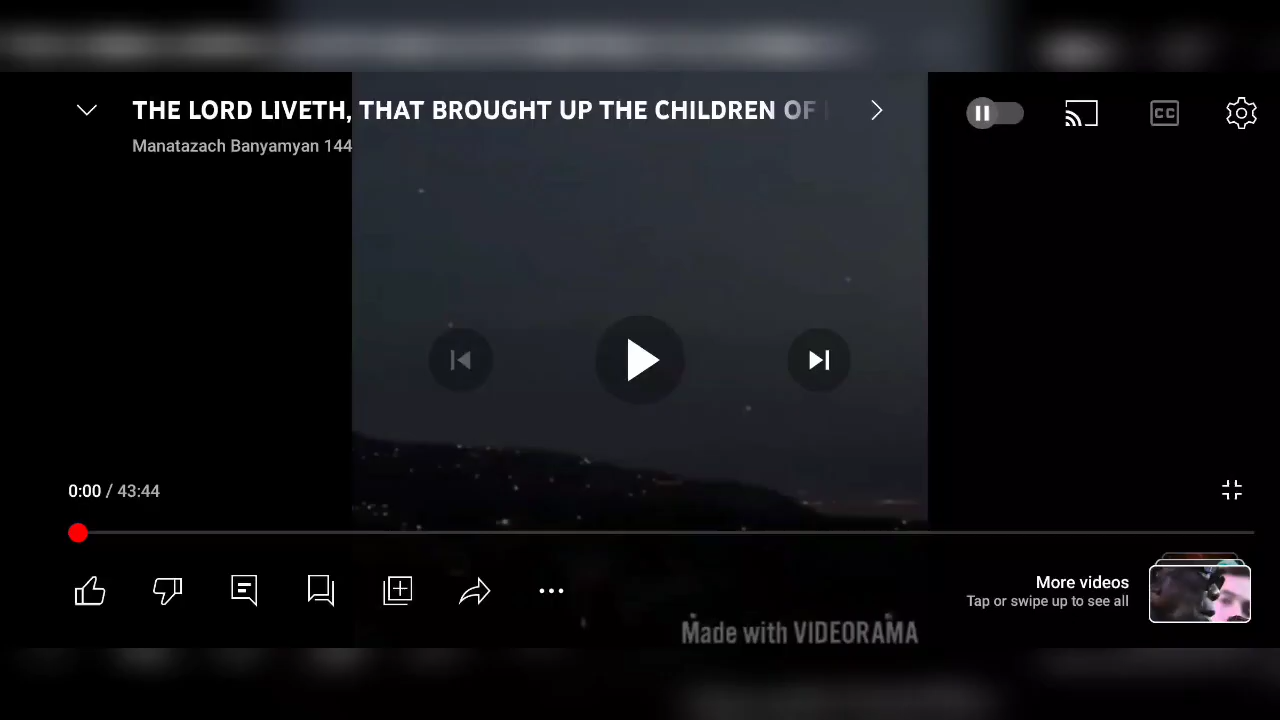 THE LORD LIVETH, THAT BROUGHT UP THE CHILDREN OF
Manatazach Banyamyan 144
CC
0:00 / 43:44
More videos
Tap or swipe up to see all
Made with VIDEORAMA